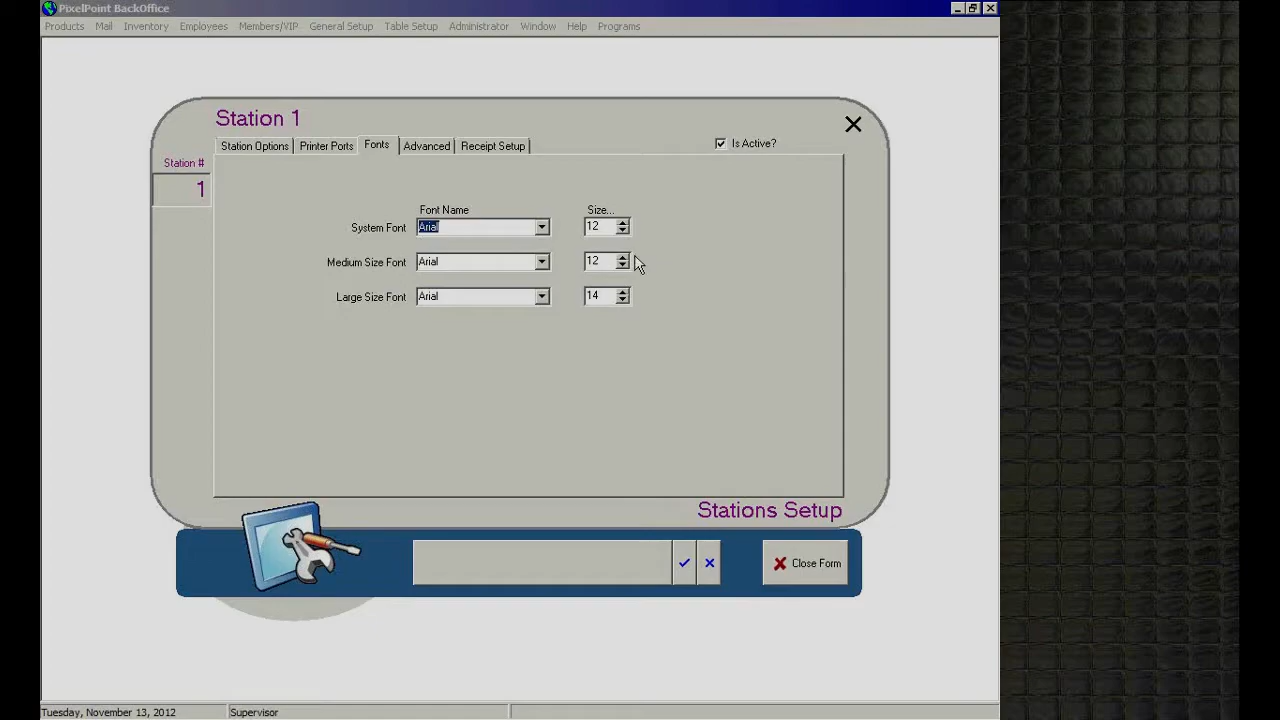 PixelPoint BackOffice
Products Mail Inventory Employees Members/VIP General Setup Table Setup Administrator Window Help Programs
Station 1
Station Options Printer Ports Fonts Advanced Receipt Setup Is Active?
Station #
1
Font Name Size...
System Font Arial 12
Medium Size Font Arial 12
Large Size Font Arial 14
Stations Setup
Close Form
Tuesday, November 13, 2012 Supervisor